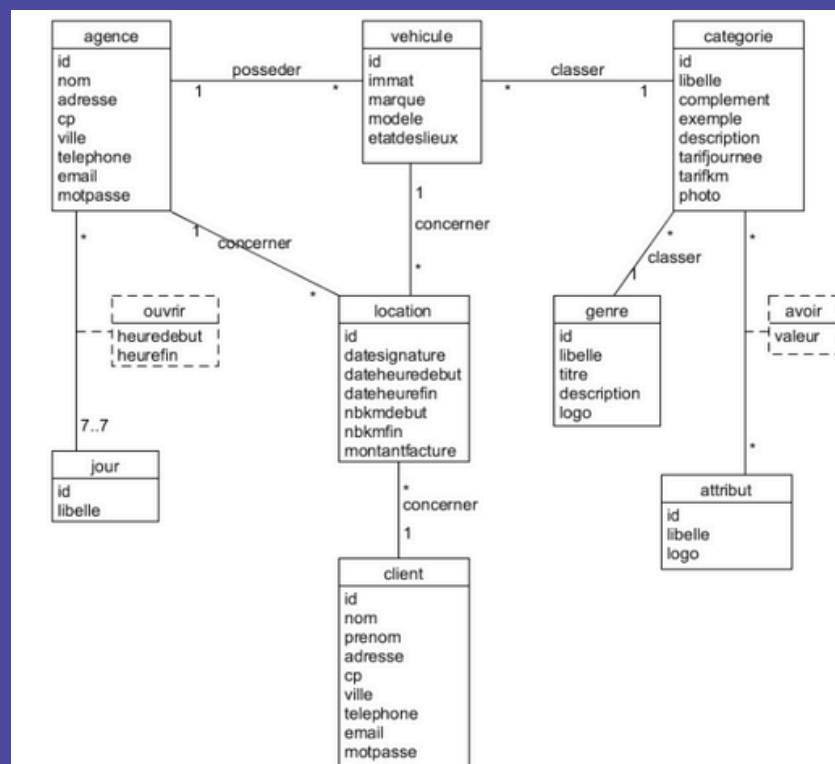 agence
id
nom
adresse
cp
ville
telephone
email
motpasse
posseder
1
*
vehicule
id
immat
marque
modele
etatdeslieux
classer
*
1
categorie
id
libelle
complement
exemple
description
tarifjournee
tarifkm
photo
1
concerner
*
1
concerner
*
*
classer
1
*
*
ouvrir
heuredebut
heurefin
7..7
location
id
datesignature
dateheuredebut
dateheurefin
nbkmdebut
nbkmfin
montantfacture
genre
id
libelle
titre
description
logo
avoir
valeur
*
jour
id
libelle
*
concerner
1
attribut
id
libelle
logo
client
id
nom
prenom
adresse
cp
ville
telephone
email
motpasse